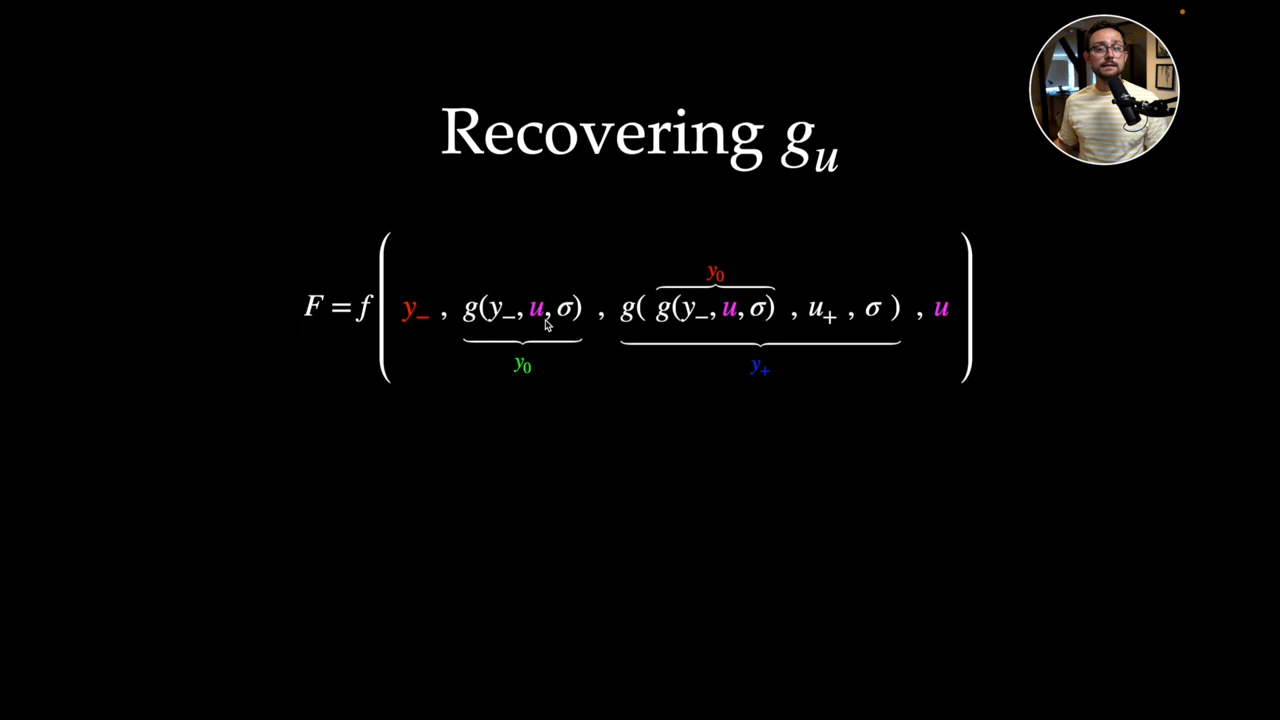 Recovering g_u
y_0
F = f ( y_− , g(y_−, u, σ) , g( g(y_−, u, σ) , u_+ , σ ) , u )
y_0 y_+